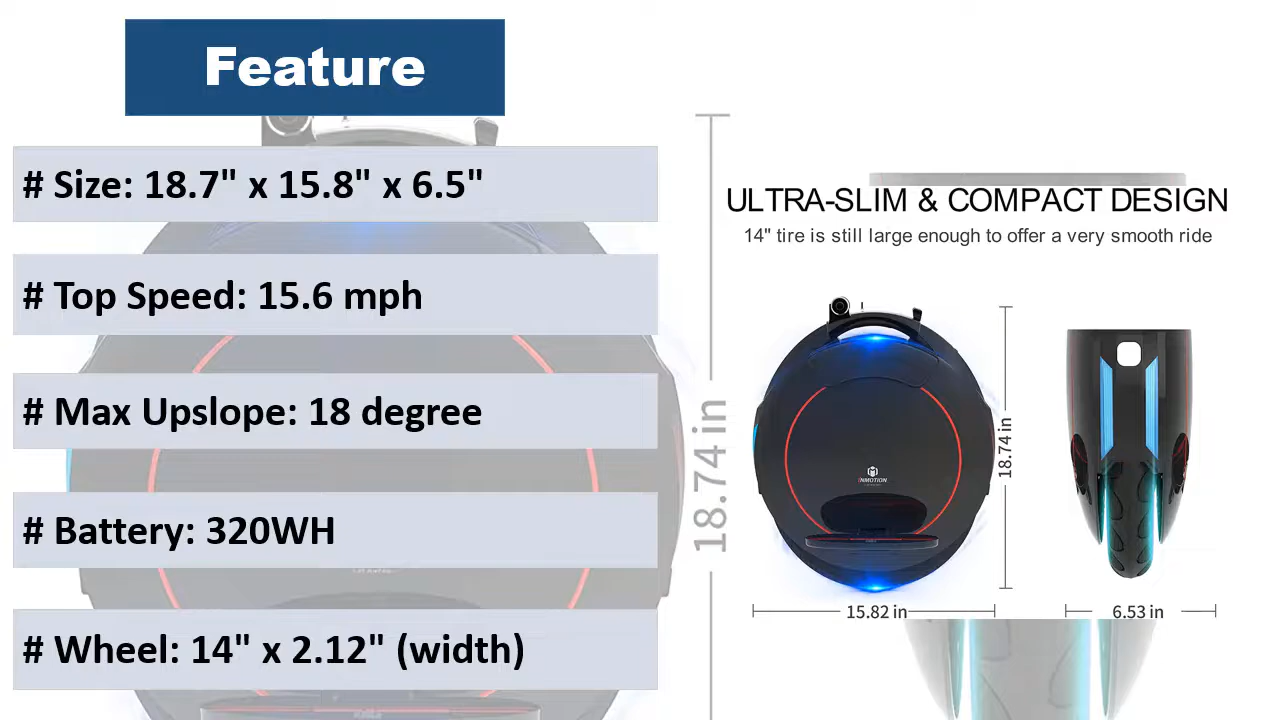 Feature
# Size: 18.7" x 15.8" x 6.5"
# Top Speed: 15.6 mph
# Max Upslope: 18 degree
# Battery: 320WH
# Wheel: 14" x 2.12" (width)
18.74 in
ULTRA-SLIM & COMPACT DESIGN
14" tire is still large enough to offer a very smooth ride
INMOTION
18.74 in
15.82 in
6.53 in